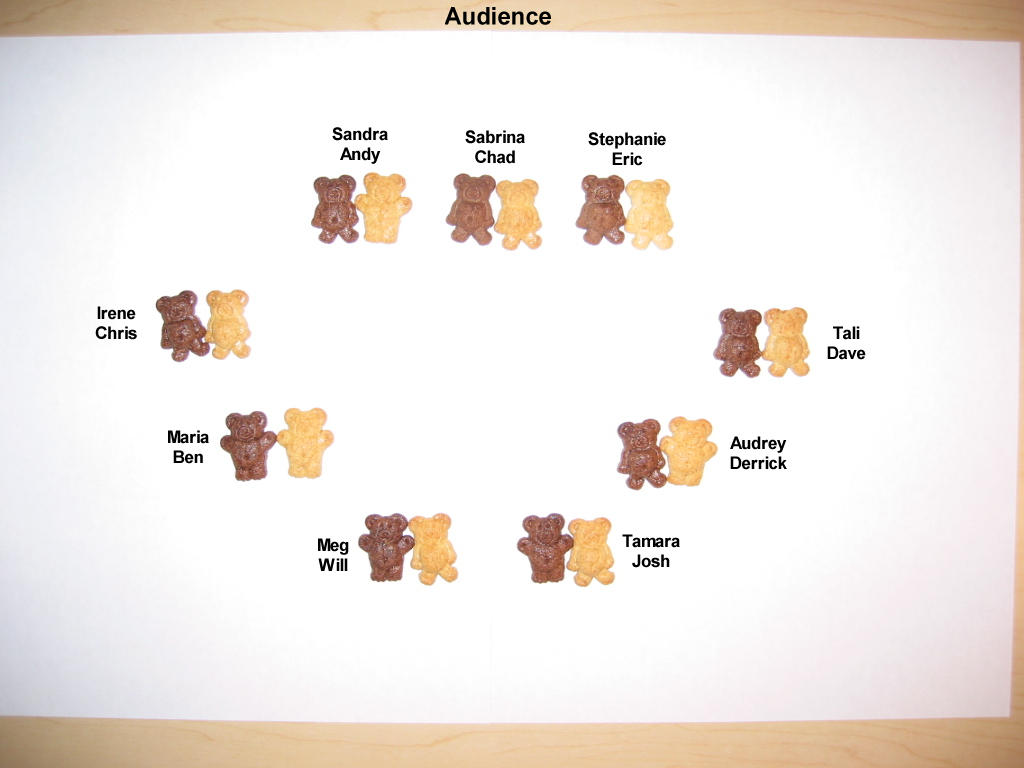 Audience
Sandra
Andy
Sabrina
Chad
Stephanie
Eric
Irene
Chris
Tali
Dave
Maria
Ben
Audrey
Derrick
Meg
Will
Tamara
Josh